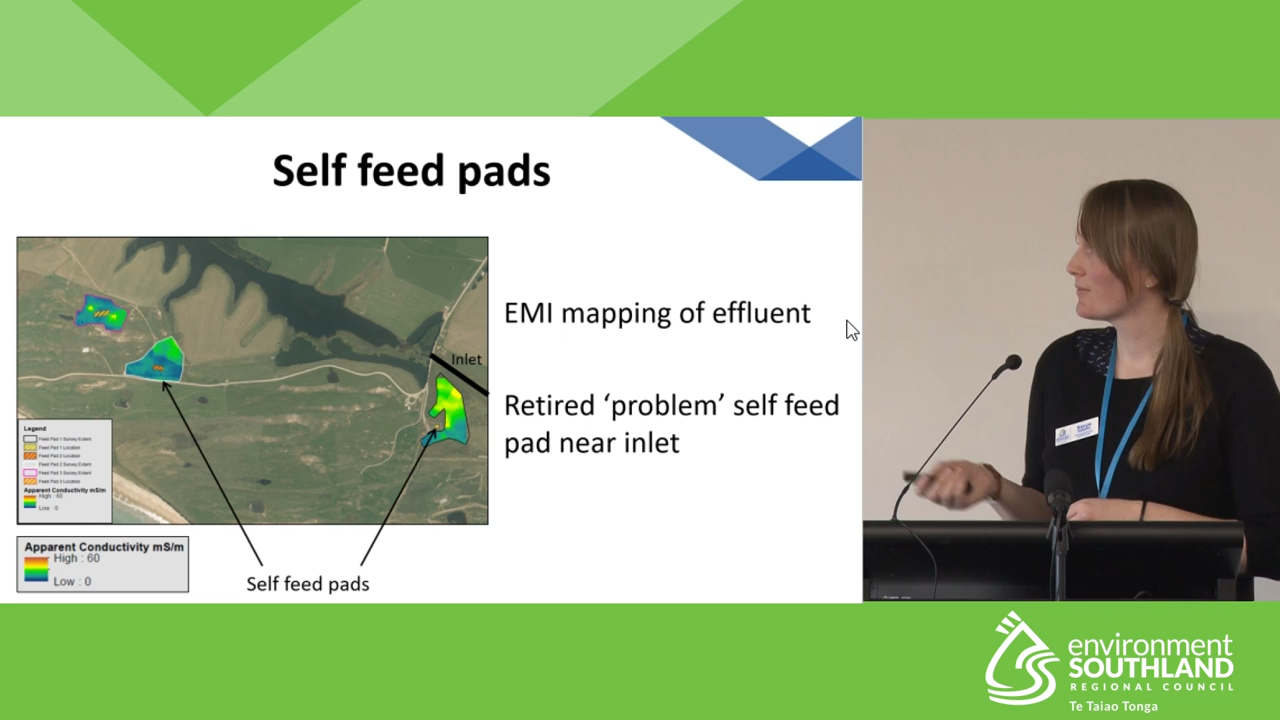 Self feed pads
Inlet
EMI mapping of effluent
Retired ‘problem’ self feed
pad near inlet
Legend
Feed Pad 1 Survey Extent
Feed Pad 1 Location
Feed Pad 2 Location
Feed Pad 2 Survey Extent
Feed Pad 3 Survey Extent
Feed Pad 3 Location
Apparent Conductivity mS/m
High : 60
Low : 0
Apparent Conductivity mS/m
High : 60
Low : 0
Self feed pads
environment
SOUTHLAND
REGIONAL COUNCIL
Te Taiao Tonga